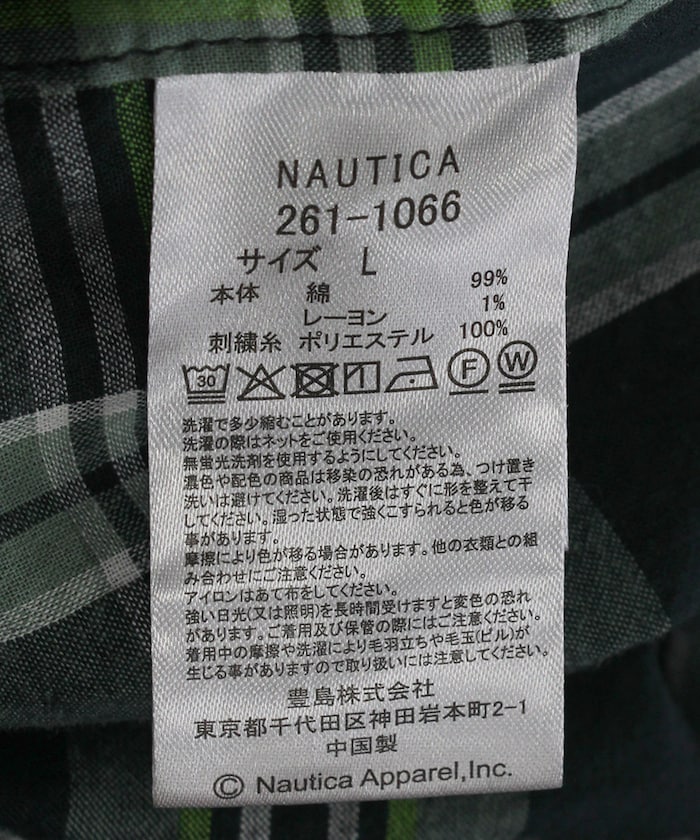 NAUTICA
261-1066
サイズ L
本体 綿 99%
レーヨン 1%
刺繍糸 ポリエステル 100%
30 F W
洗濯で多少縮むことがあります。
洗濯の際はネットをご使用ください。
無蛍光洗剤を使用するようにしてください。
濃色や配色の商品は移染の恐れがある為、つけ置き
洗いは避けてください。洗濯後はすぐに形を整えて干
してください。湿った状態で強くこすられると色が移る
事があります。
摩擦により色が移る場合があります。他の衣類との組
み合わせにご注意ください。
アイロンはあて布をしてください。
強い日光(又は照明)を長時間受けますと変色の恐れ
があります。ご着用及び保管の際にはご注意ください。
着用中の摩擦や洗濯により毛羽立ちや毛玉(ピル)が
生じる事がありますので取り扱いには注意してください。
豊島株式会社
東京都千代田区神田岩本町2-1
中国製
© Nautica Apparel,Inc.